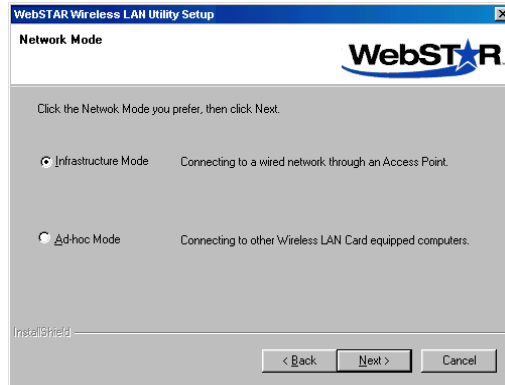 WebSTAR Wireless LAN Utility Setup
Network Mode
WebSTAR
Click the Netwok Mode you prefer, then click Next.
Infrastructure Mode Connecting to a wired network through an Access Point.
Ad-hoc Mode Connecting to other Wireless LAN Card equipped computers.
InstallShield
< Back Next > Cancel